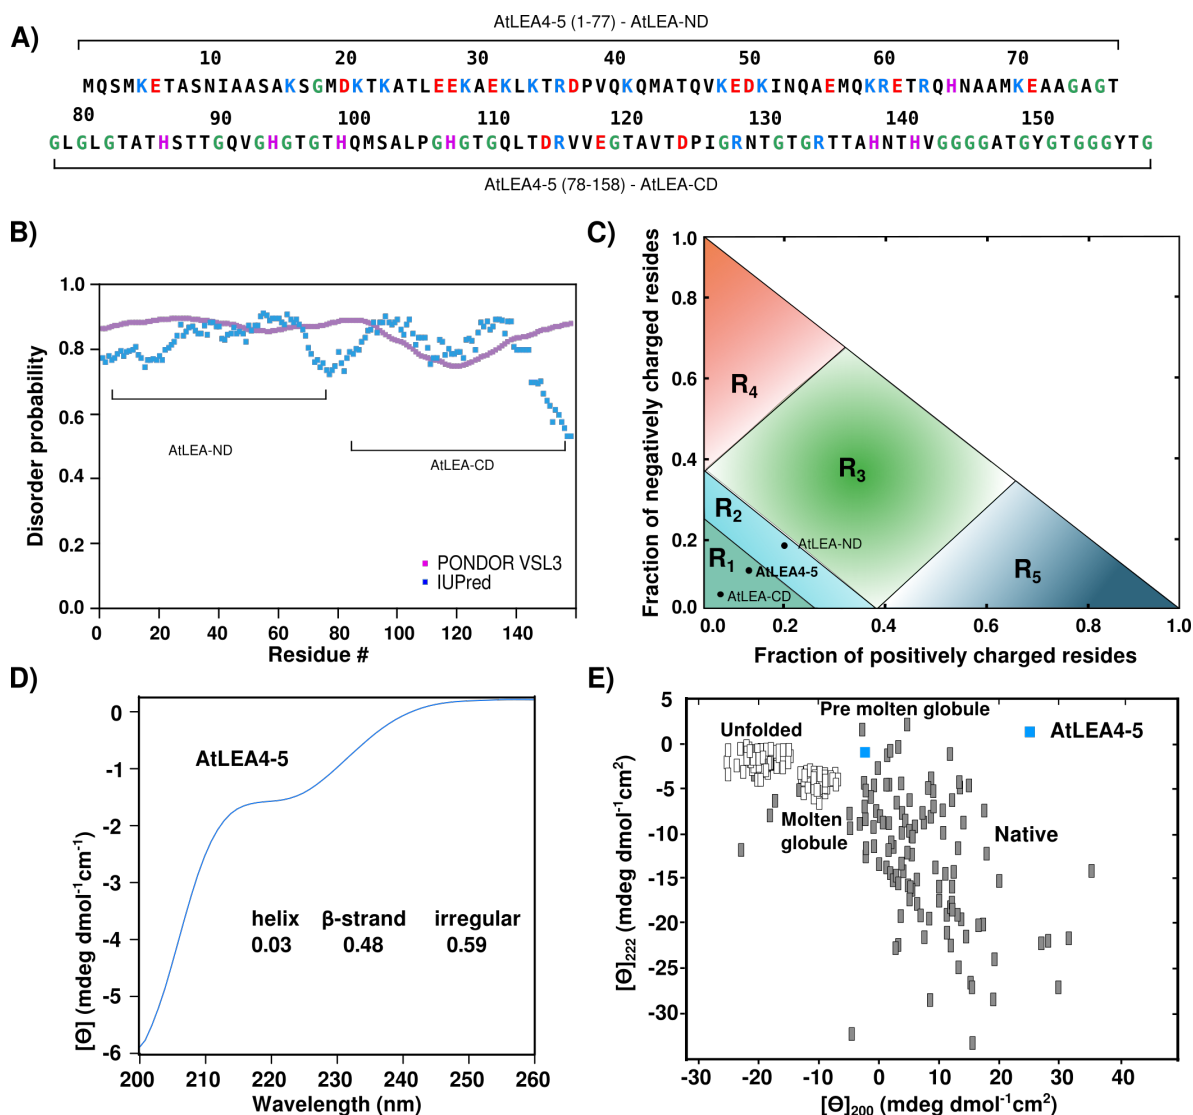 A)
AtLEA4-5 (1-77) - AtLEA-ND
10 20 30 40 50 60 70
MQSMKETASNIAASAKSGMDKTKATLEEKAEKLKTRDPVQKQMATQVKEDKINQAEMQKRETRQHNAAMKEAAGAGT
80 90 100 110 120 130 140 150
GLGLGTATHSTTGQVGHGTGTHQMSALPGHGTGQLTDRVVEGTAVTDPIGRNTGTGRTTAHNTHVGGGGATGYGTGGGYTG
AtLEA4-5 (78-158) - AtLEA-CD
B)
Disorder probability
1.0
0.8
0.6
0.4
0.2
0.0
AtLEA-ND
AtLEA-CD
PONDOR VSL3
IUPred
0 20 40 60 80 100 120 140
Residue #
C)
Fraction of negatively charged resides
1.0
0.8
0.6
0.4
0.2
0.0
R4
R3
R2
R1
R5
AtLEA-ND
AtLEA4-5
AtLEA-CD
0.0 0.2 0.4 0.6 0.8 1.0
Fraction of positively charged resides
D)
[Θ] (mdeg dmol-1cm-1)
0
-1
-2
-3
-4
-5
-6
AtLEA4-5
helix β-strand irregular
0.03 0.48 0.59
200 210 220 230 240 250 260
Wavelength (nm)
E)
[Θ]222 (mdeg dmol-1cm2)
5
0
-5
-10
-15
-20
-25
-30
Pre molten globule
Unfolded
AtLEA4-5
Molten
globule
Native
-30 -20 -10 0 10 20 30 40
[Θ]200 (mdeg dmol-1cm2)